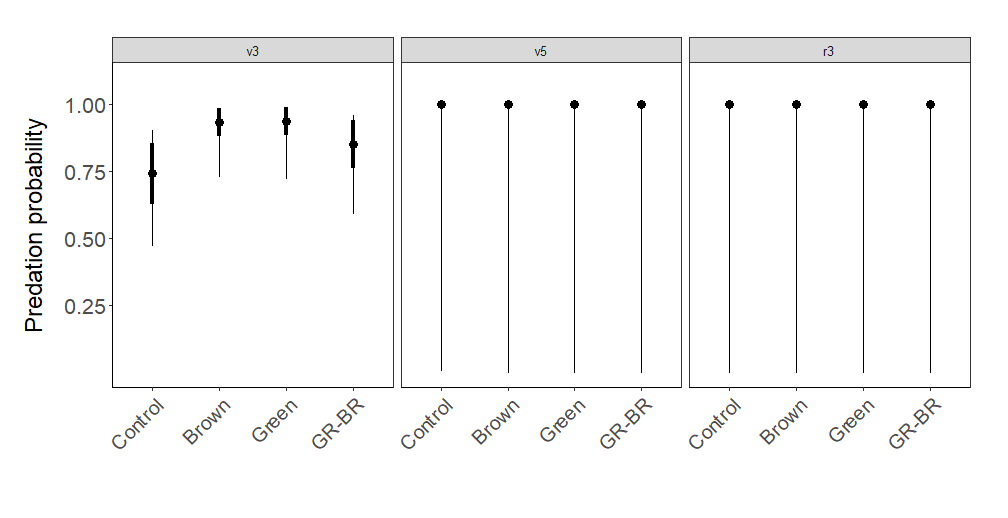 v3 v5 r3
Predation probability
1.00
0.75
0.50
0.25
Control Brown Green GR-BR Control Brown Green GR-BR Control Brown Green GR-BR